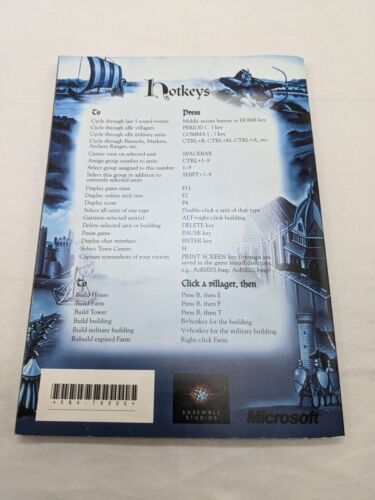 Hotkeys
To Press
Cycle through last 5 sound events Middle mouse button or HOME key
Cycle through idle villagers PERIOD ( . ) key
Cycle through idle military units COMMA ( , ) key
Cycle through Barracks, Markets, CTRL+B, CTRL+M, CTRL+A, etc.
Archery Ranges, etc.
Center view on selected unit SPACEBAR
Assign group number to units CTRL+1-9
Select group assigned to this number 1-9
Select this group in addition to SHIFT+1-9
currently selected units
Display game time F11
Display online tech tree F2
Display score F4
Select all units of one type Double-click a unit of that type
Garrison selected unit(s) ALT+right-click building
Delete selected unit or building DELETE key
Pause game PAUSE key
Display chat interface ENTER key
Select Town Center H
Capture screenshots of your victory PRINT SCREEN key (bitmaps are
saved in the game install directory,
e.g., AoE0001.bmp, AoE0002.bmp)
To Click a villager, then
Build House Press B, then E
Build Farm Press B, then F
Build Tower Press B, then T
Build building B+hotkey for the building
Build military building V+hotkey for the military building
Rebuild expired Farm Right-click Farm
ENSEMBLE
STUDIOS
Microsoft